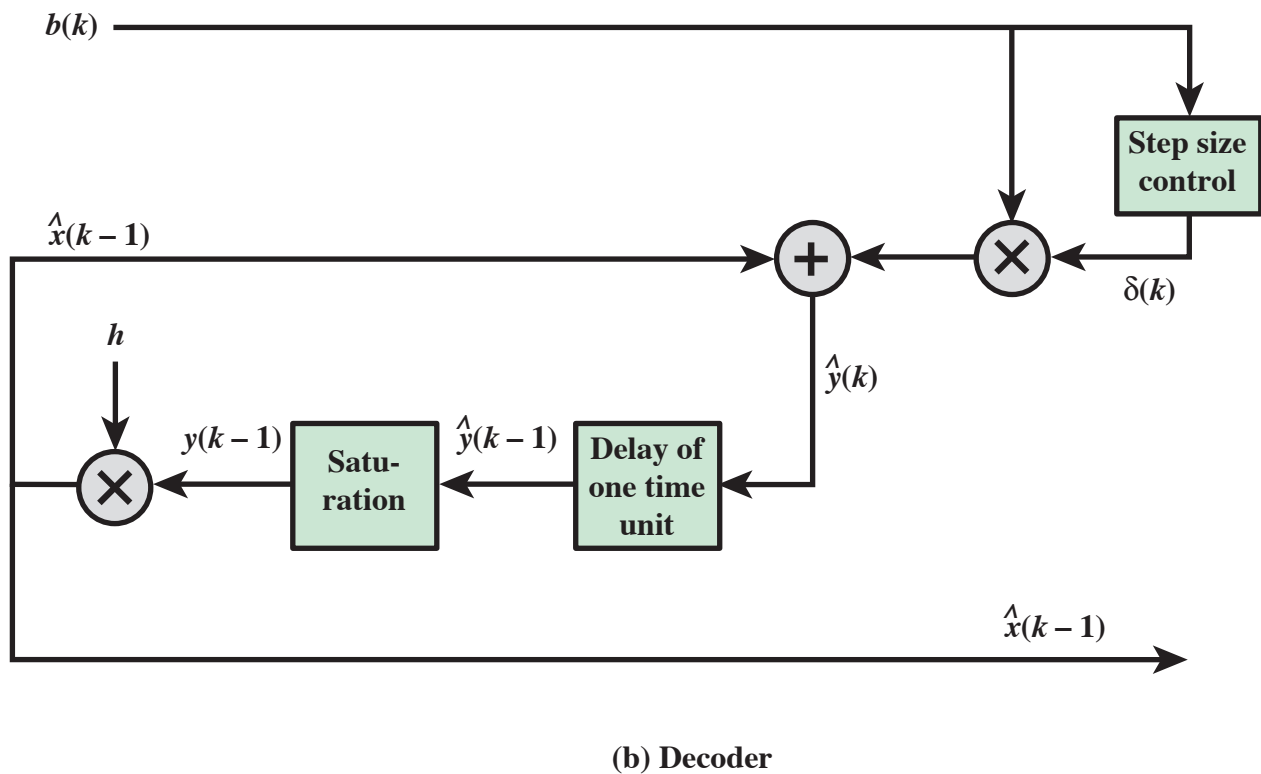 b(k)
Step size
control
x̂(k – 1)
+
×
δ(k)
h
ŷ(k)
y(k – 1)
ŷ(k – 1)
×
Satu-
ration
Delay of
one time
unit
x̂(k – 1)
(b) Decoder